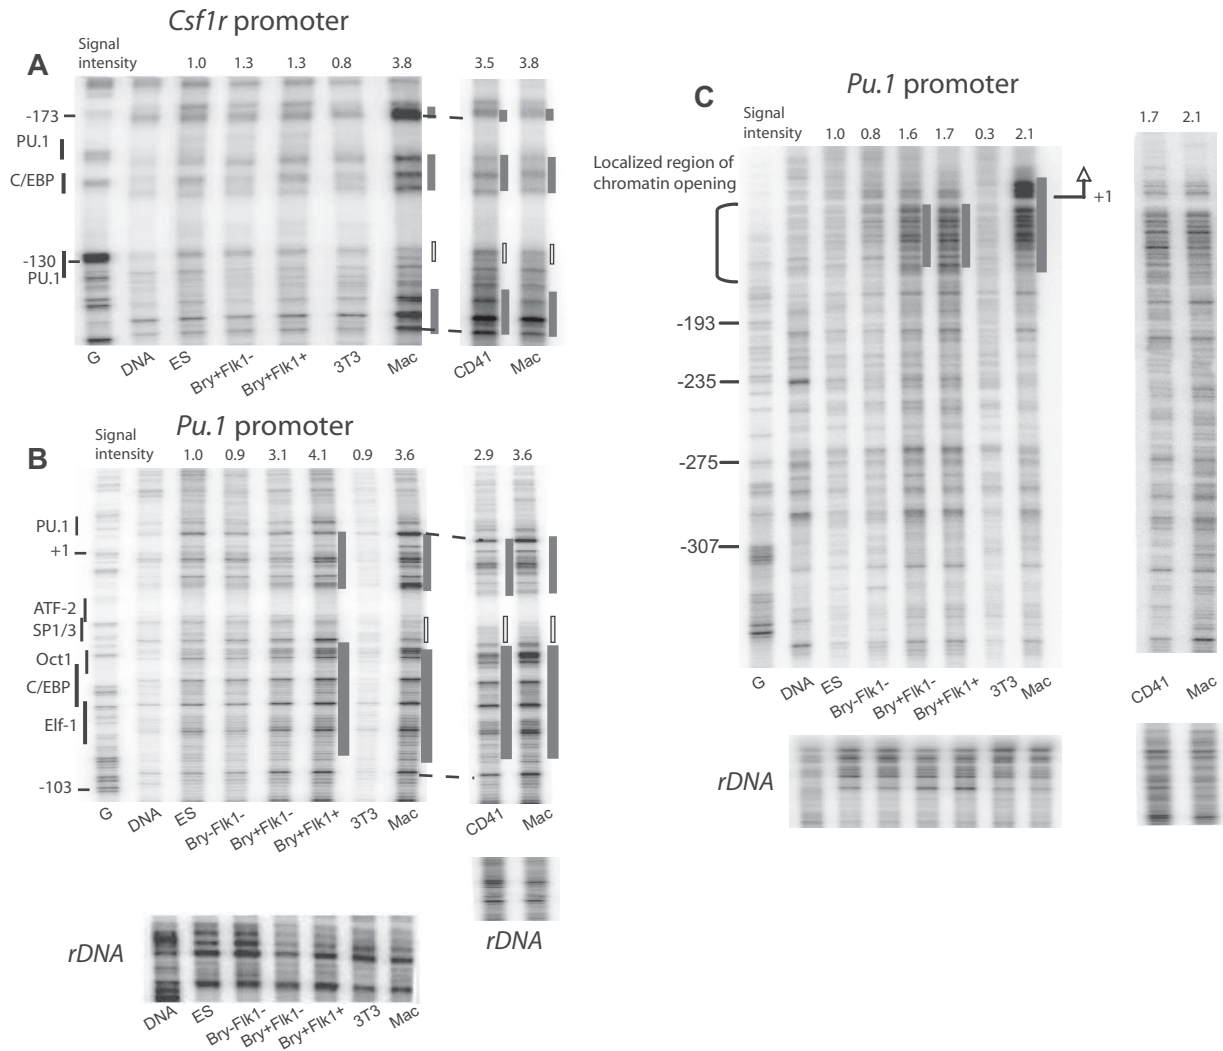 Csf1r promoter
A
Signal
intensity
1.0 1.3 1.3 0.8 3.8 3.5 3.8
-173
PU.1
C/EBP
-130
PU.1
G DNA ES Bry+Flk1- Bry+Flk1+ 3T3 Mac CD41 Mac
Pu.1 promoter
B
Signal
intensity
1.0 0.9 3.1 4.1 0.9 3.6 2.9 3.6
PU.1
+1
ATF-2
SP1/3
Oct1
C/EBP
Elf-1
-103
G DNA ES Bry-Flk1- Bry+Flk1- Bry+Flk1+ 3T3 Mac CD41 Mac
rDNA
rDNA
DNA ES Bry-Flk1- Bry+Flk1- Bry+Flk1+ 3T3 Mac
Pu.1 promoter
C
Signal
intensity
1.0 0.8 1.6 1.7 0.3 2.1 1.7 2.1
Localized region of
chromatin opening
+1
-193
-235
-275
-307
G DNA ES Bry-Flk1- Bry+Flk1- Bry+Flk1+ 3T3 Mac CD41 Mac
rDNA